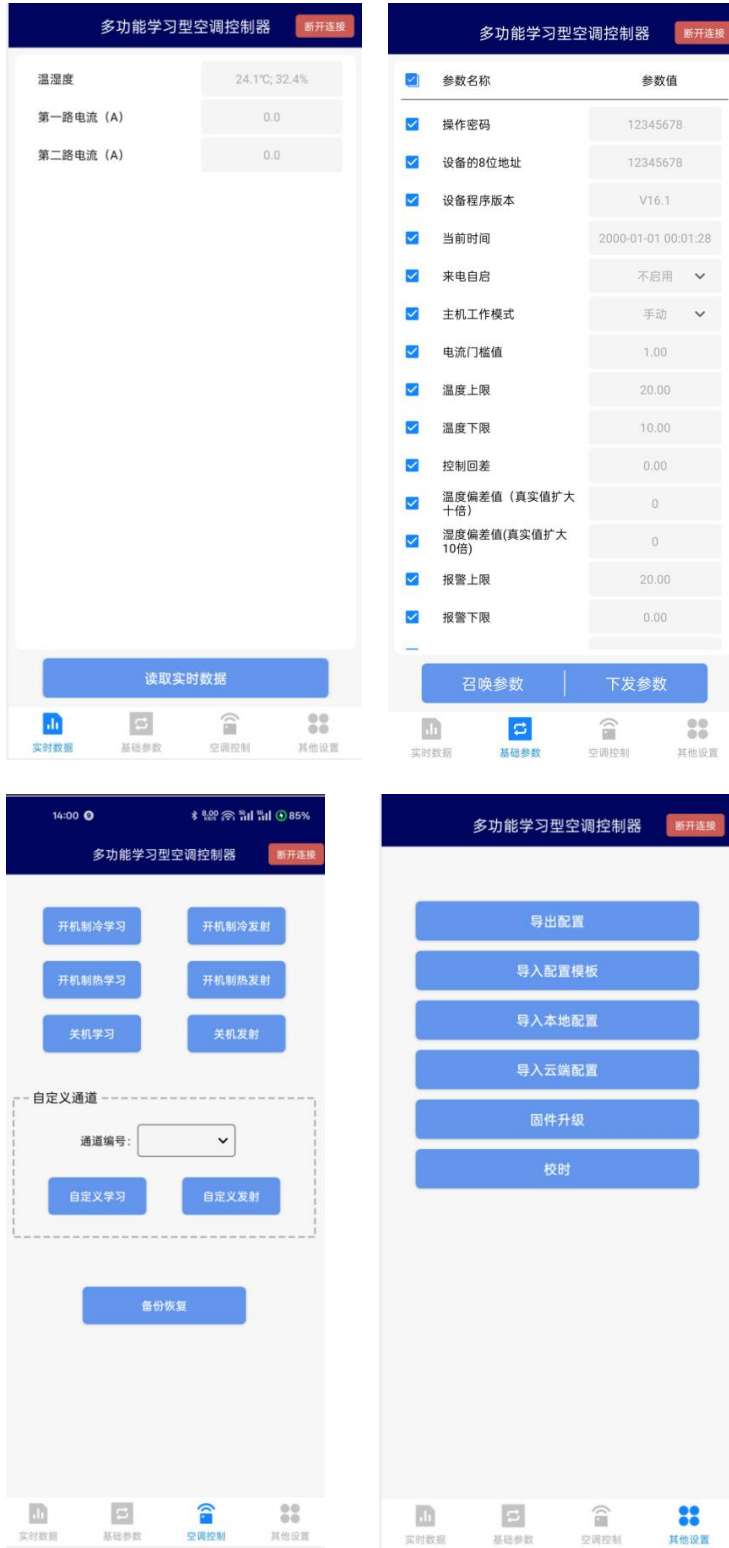 多功能学习型空调控制器
断开连接
温湿度
24.1℃; 32.4%
第一路电流（A）
0.0
第二路电流（A）
0.0
读取实时数据
实时数据
基础参数
空调控制
其他设置
多功能学习型空调控制器
断开连接
参数名称
参数值
操作密码
12345678
设备的8位地址
12345678
设备程序版本
V16.1
当前时间
2000-01-01 00:01:28
来电自启
不启用
主机工作模式
手动
电流门槛值
1.00
温度上限
20.00
温度下限
10.00
控制回差
0.00
温度偏差值（真实值扩大
十倍）
0
湿度偏差值(真实值扩大
10倍)
0
报警上限
20.00
报警下限
0.00
召唤参数
下发参数
实时数据
基础参数
空调控制
其他设置
14:00
85%
多功能学习型空调控制器
断开连接
开机制冷学习
开机制冷发射
开机制热学习
开机制热发射
关机学习
关机发射
自定义通道
通道编号:
自定义学习
自定义发射
备份恢复
实时数据
基础参数
空调控制
其他设置
多功能学习型空调控制器
断开连接
导出配置
导入配置模板
导入本地配置
导入云端配置
固件升级
校时
实时数据
基础参数
空调控制
其他设置